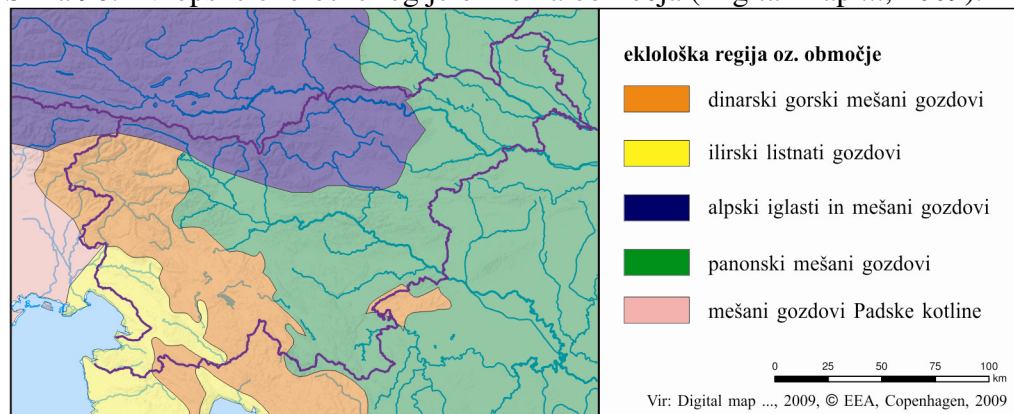 eklološka regija oz. območje
dinarski gorski mešani gozdovi
ilirski listnati gozdovi
alpski iglasti in mešani gozdovi
panonski mešani gozdovi
mešani gozdovi Padske kotline
0 25 50 75 100
km
Vir: Digital map ..., 2009, © EEA, Copenhagen, 2009